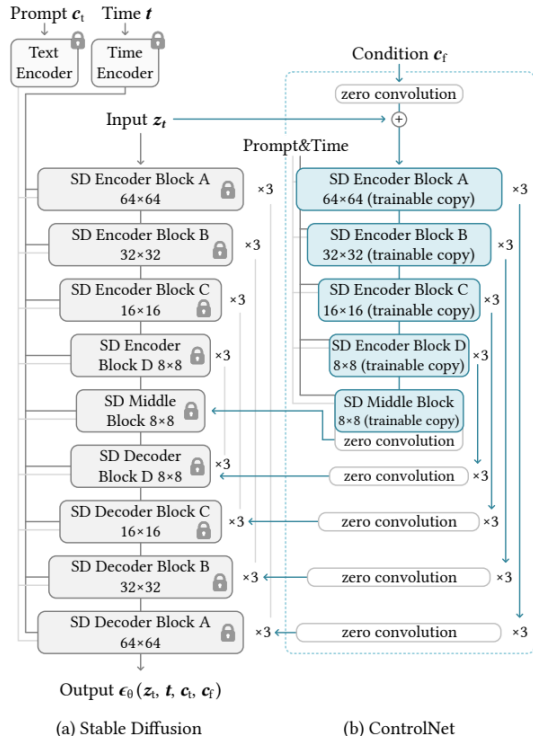 Prompt cₜ
Time t
Text
Encoder
Time
Encoder
Input zₜ
SD Encoder Block A
64×64
×3
SD Encoder Block B
32×32
×3
SD Encoder Block C
16×16
×3
SD Encoder
Block D 8×8
×3
SD Middle
Block 8×8
SD Decoder
Block D 8×8
×3
SD Decoder Block C
16×16
×3
SD Decoder Block B
32×32
×3
SD Decoder Block A
64×64
×3
Output ϵθ(zₜ, t, cₜ, c_f)
(a) Stable Diffusion
Condition c_f
zero convolution
+
Prompt&Time
SD Encoder Block A
64×64 (trainable copy)
×3
SD Encoder Block B
32×32 (trainable copy)
×3
SD Encoder Block C
16×16 (trainable copy)
×3
SD Encoder Block D
8×8 (trainable copy)
×3
SD Middle Block
8×8 (trainable copy)
zero convolution
zero convolution
×3
zero convolution
×3
zero convolution
×3
zero convolution
×3
(b) ControlNet